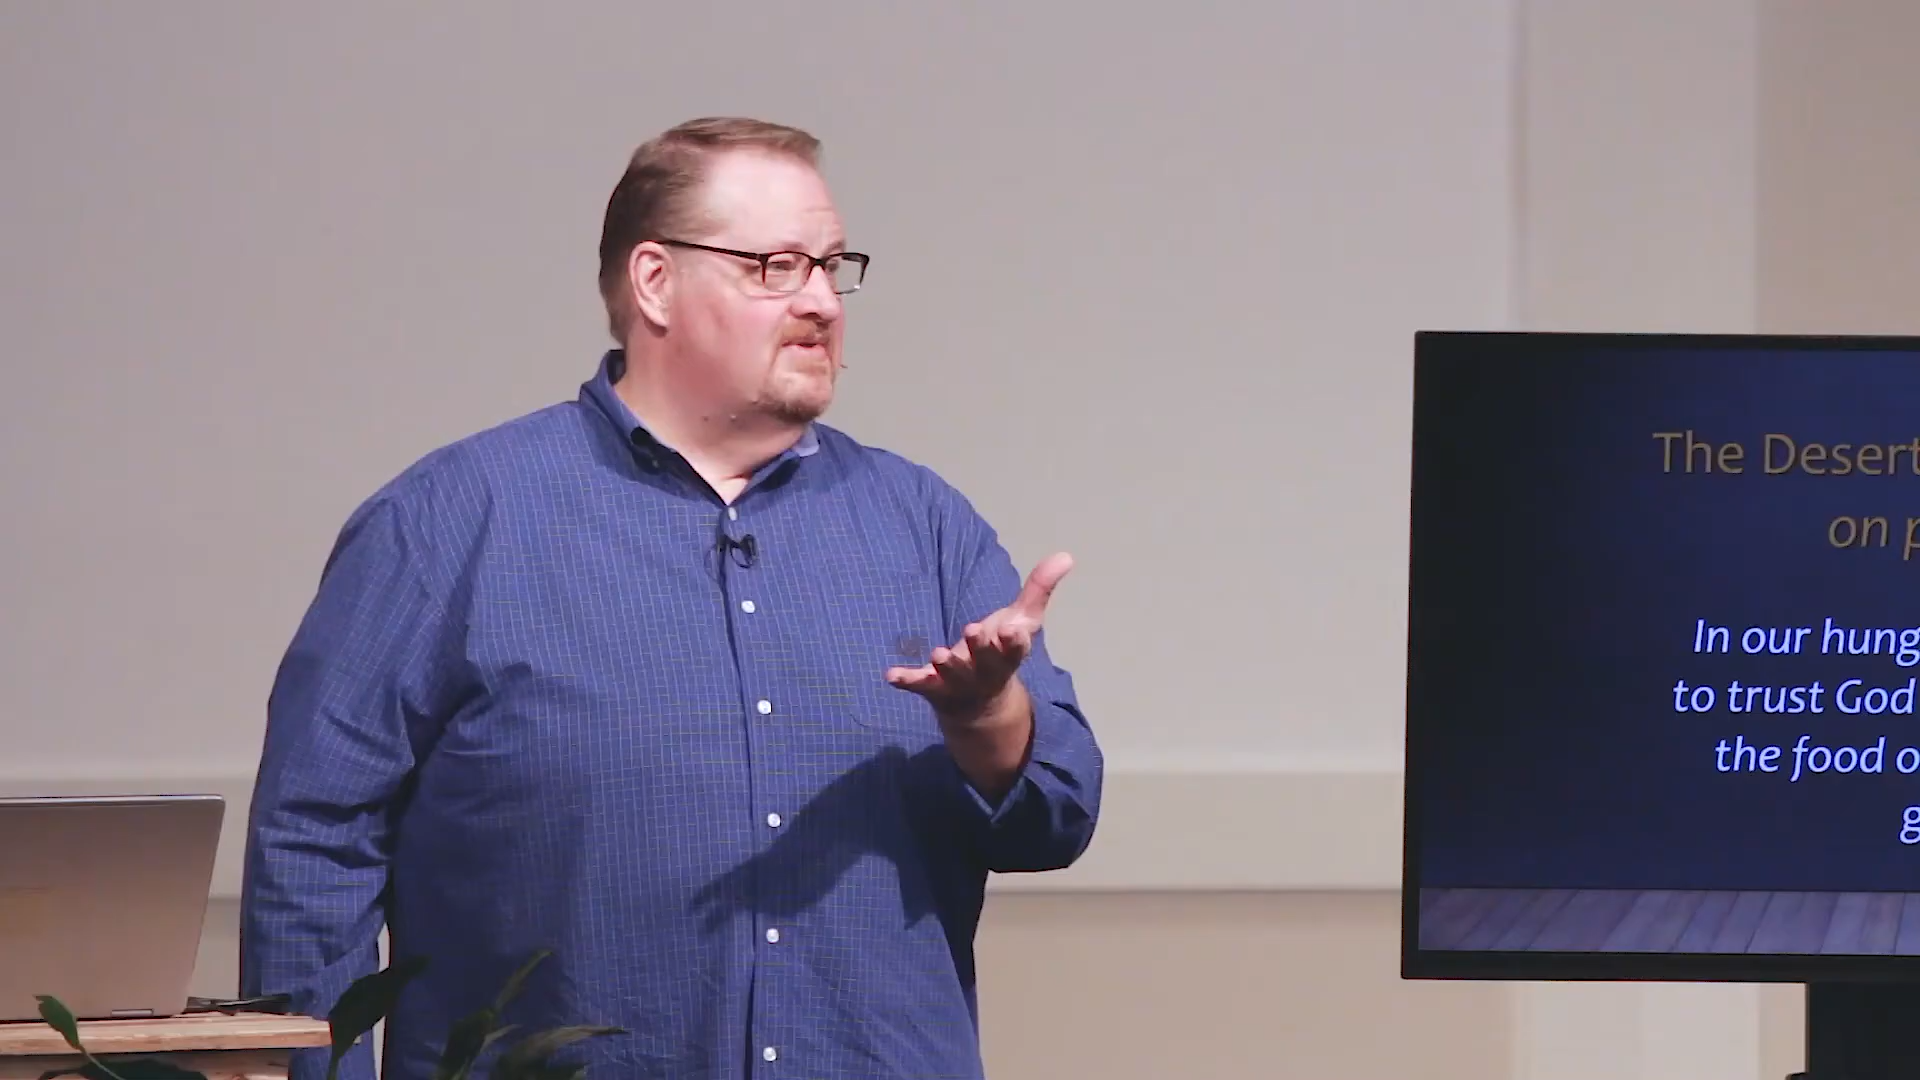 The Desert
on
In our hung
to trust God
the food o
g